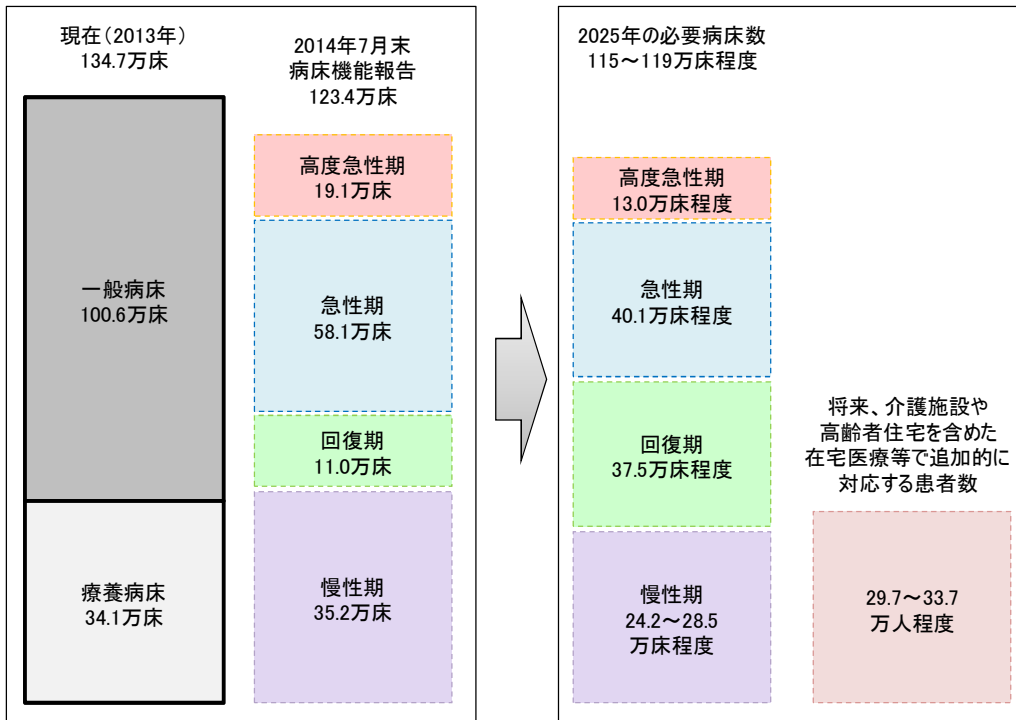 現在（2013年）
134.7万床
2014年7月末
病床機能報告
123.4万床
一般病床
100.6万床
療養病床
34.1万床
高度急性期
19.1万床
急性期
58.1万床
回復期
11.0万床
慢性期
35.2万床
2025年の必要病床数
115～119万床程度
高度急性期
13.0万床程度
急性期
40.1万床程度
回復期
37.5万床程度
慢性期
24.2～28.5
万床程度
将来、介護施設や
高齢者住宅を含めた
在宅医療等で追加的に
対応する患者数
29.7～33.7
万人程度